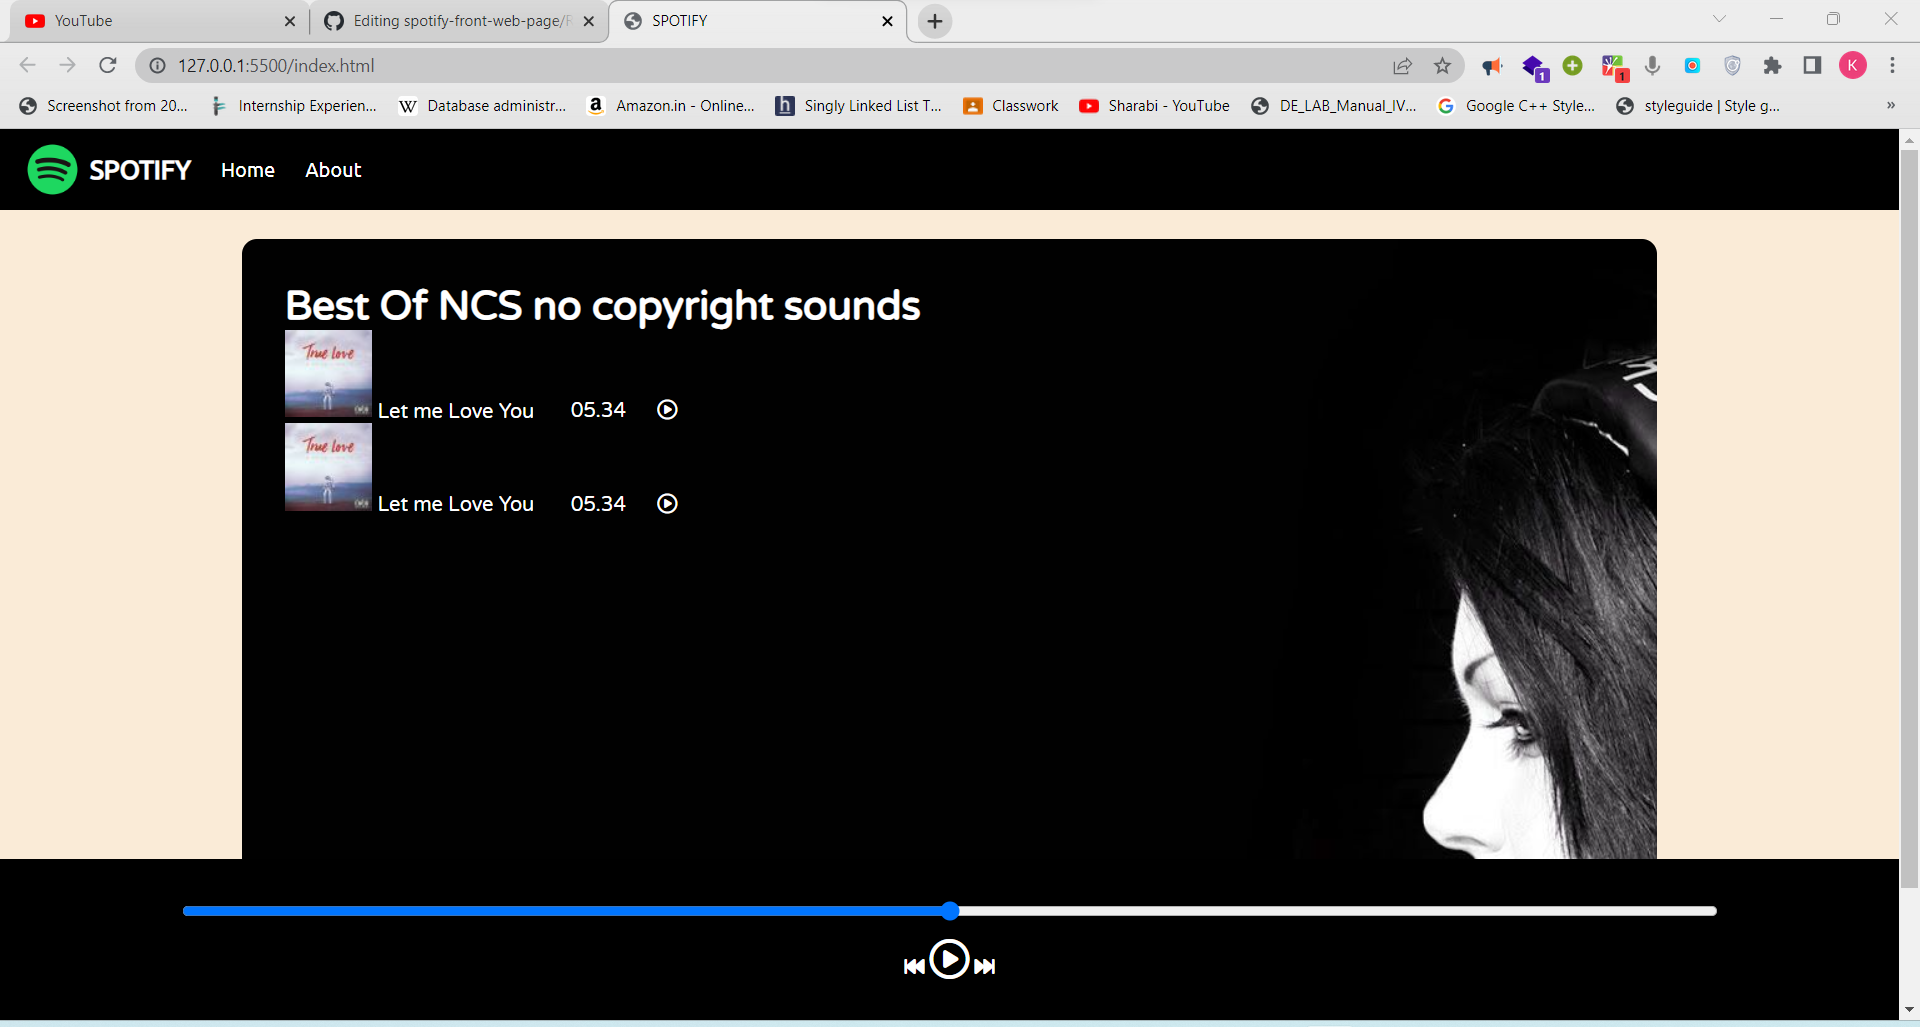 YouTube
Editing spotify-front-web-page/
SPOTIFY
127.0.0.1:5500/index.html
1
1
K
Screenshot from 20...
Internship Experien...
W Database administr...
a Amazon.in - Online...
h Singly Linked List T...
Classwork
Sharabi - YouTube
DE_LAB_Manual_IV...
G Google C++ Style...
styleguide | Style g...
»
SPOTIFY Home About
Best Of NCS no copyright sounds
True love
Let me Love You 05.34
True love
Let me Love You 05.34